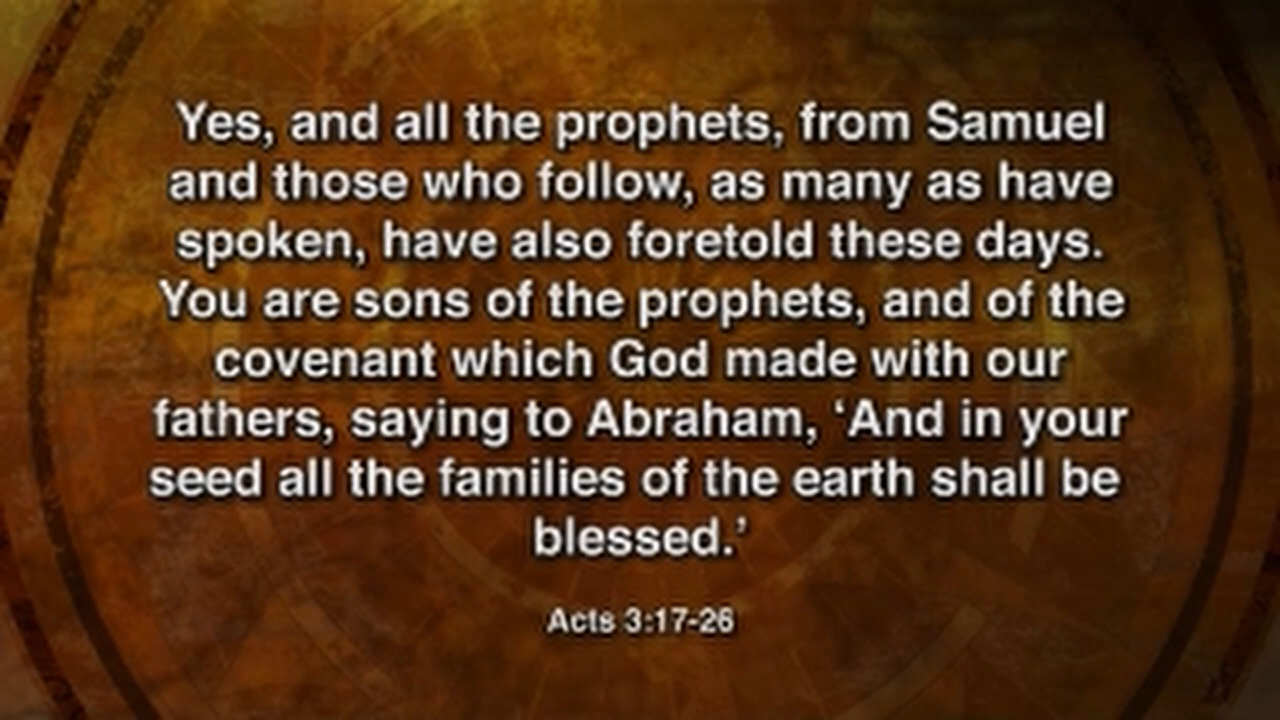 Yes, and all the prophets, from Samuel
and those who follow, as many as have
spoken, have also foretold these days.
You are sons of the prophets, and of the
covenant which God made with our
fathers, saying to Abraham, ‘And in your
seed all the families of the earth shall be
blessed.’
Acts 3:17-26